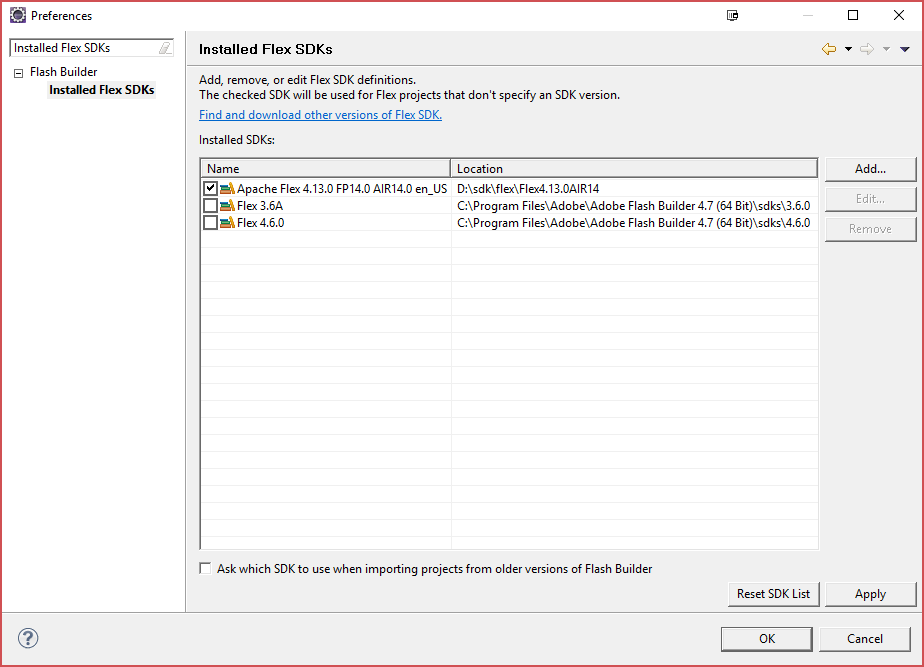 Preferences
Installed Flex SDKs
Flash Builder
Installed Flex SDKs
Installed Flex SDKs
Add, remove, or edit Flex SDK definitions.
The checked SDK will be used for Flex projects that don't specify an SDK version.
Find and download other versions of Flex SDK.
Installed SDKs:
Name Location
Apache Flex 4.13.0 FP14.0 AIR14.0 en_US D:\sdk\flex\Flex4.13.0AIR14
Flex 3.6A C:\Program Files\Adobe\Adobe Flash Builder 4.7 (64 Bit)\sdks\3.6.0
Flex 4.6.0 C:\Program Files\Adobe\Adobe Flash Builder 4.7 (64 Bit)\sdks\4.6.0
Add...
Edit...
Remove
Ask which SDK to use when importing projects from older versions of Flash Builder
Reset SDK List Apply
? OK Cancel